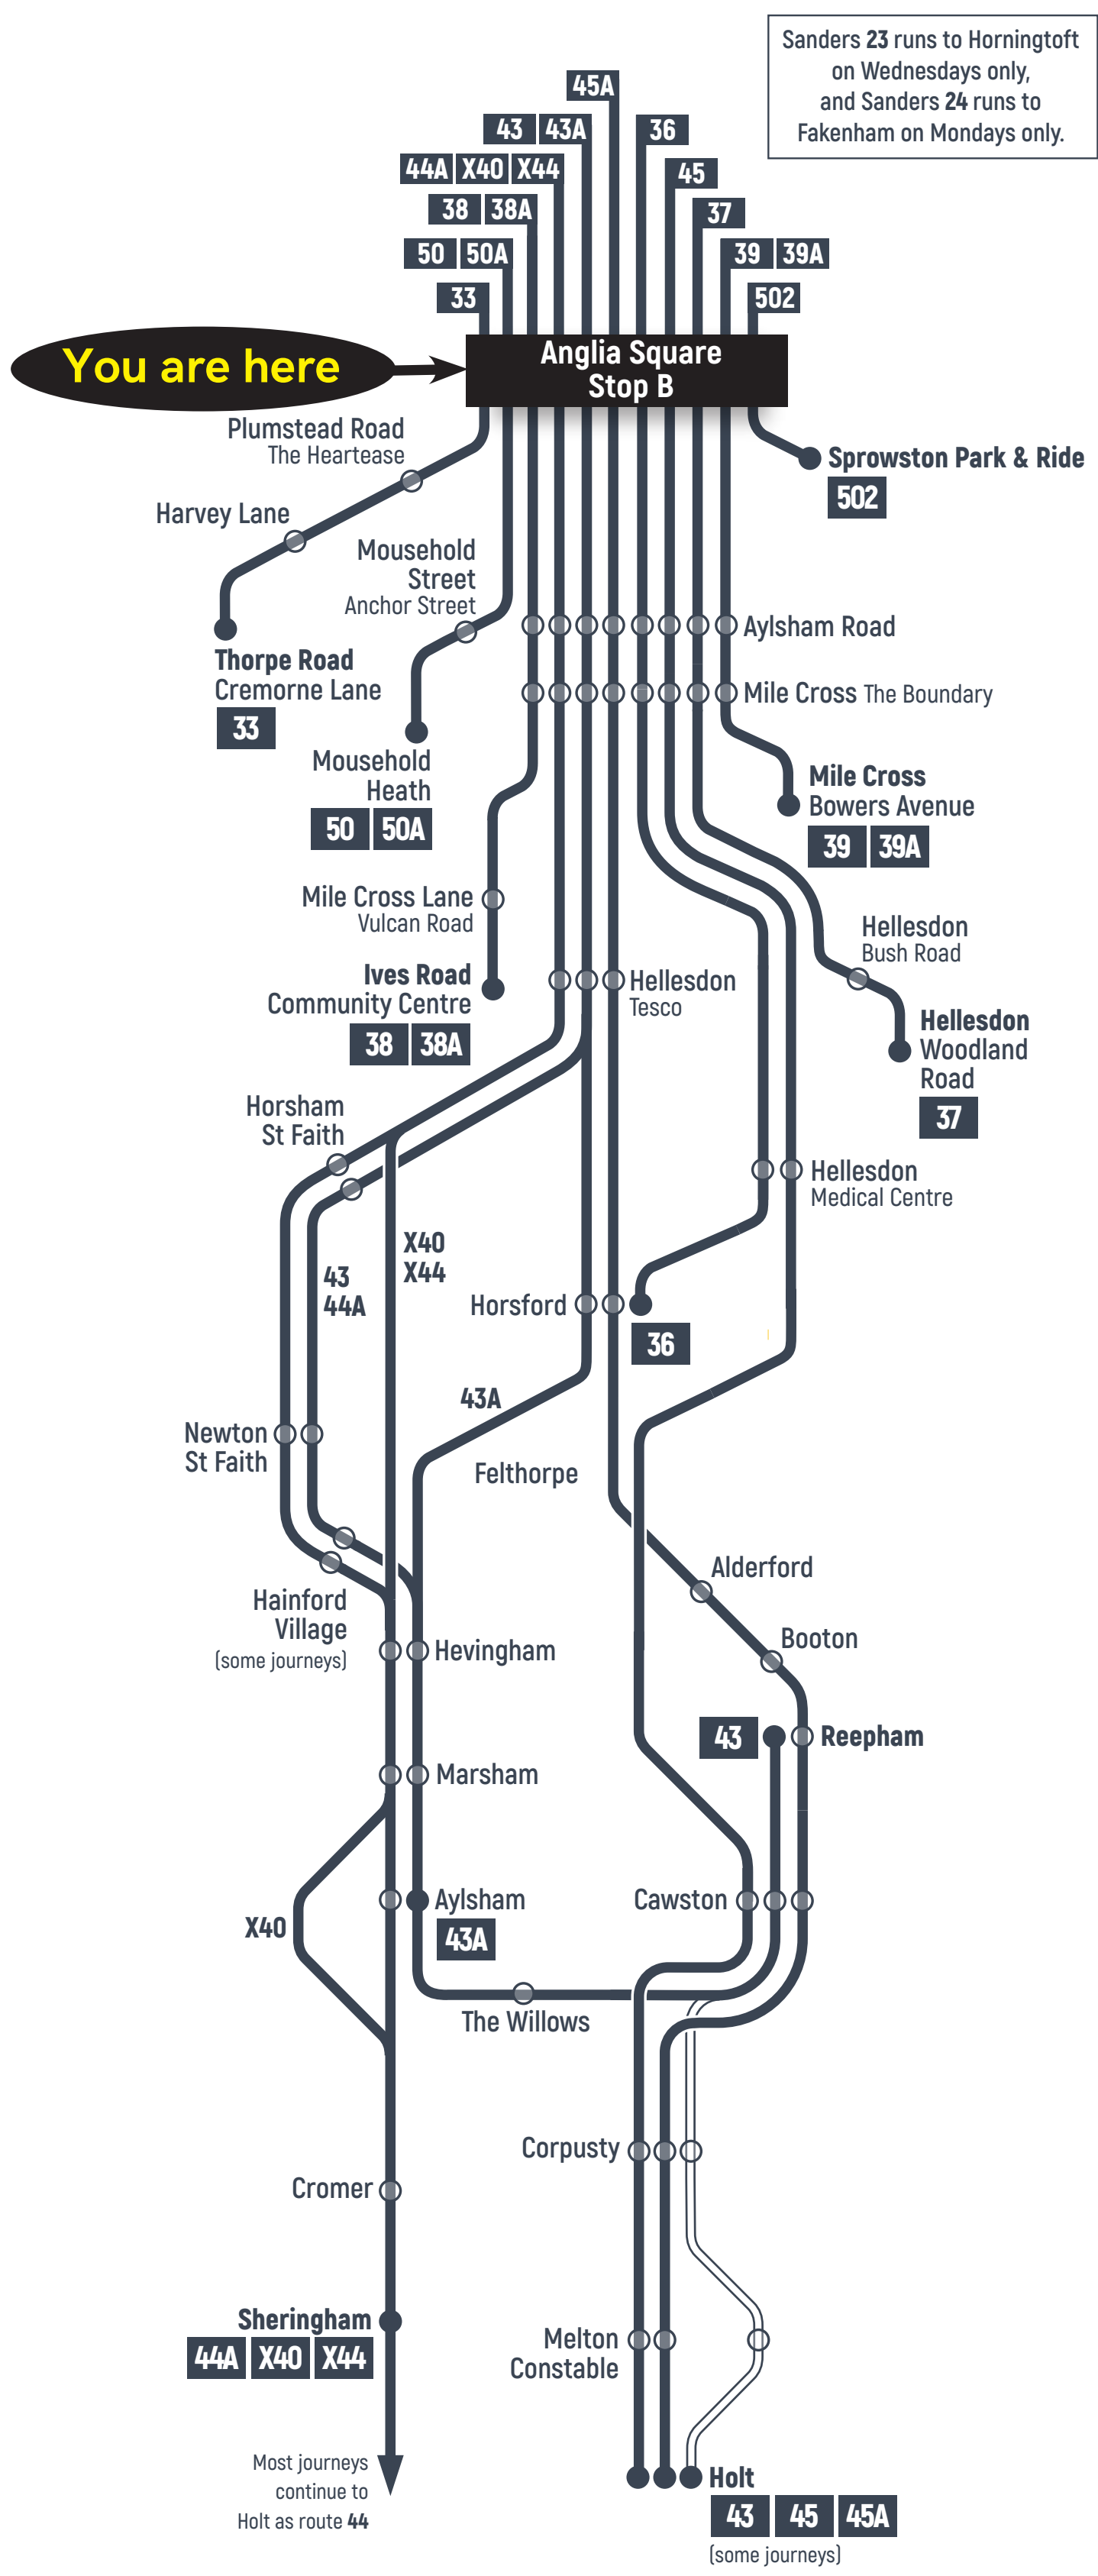 Sanders 23 runs to Horningtoft
on Wednesdays only,
and Sanders 24 runs to
Fakenham on Mondays only.
45A
43 43A
36
44A X40 X44
45
38 38A
37
50 50A
39 39A
33
502
You are here
Anglia Square
Stop B
Plumstead Road
The Heartease
Sprowston Park & Ride
502
Harvey Lane
Mousehold
Street
Anchor Street
Aylsham Road
Thorpe Road
Cremorne Lane
33
Mile Cross The Boundary
Mousehold
Heath
50 50A
Mile Cross
Bowers Avenue
39 39A
Mile Cross Lane
Vulcan Road
Hellesdon
Bush Road
Ives Road
Community Centre
38 38A
Hellesdon
Tesco
Hellesdon
Woodland
Road
37
Horsham
St Faith
Hellesdon
Medical Centre
X40
X44
43
44A
Horsford
36
43A
Newton
St Faith
Felthorpe
Alderford
Hainford
Village
(some journeys)
Hevingham
Booton
43
Reepham
Marsham
Aylsham
43A
Cawston
X40
The Willows
Corpusty
Cromer
Sheringham
44A X40 X44
Melton
Constable
Most journeys
continue to
Holt as route 44
Holt
43 45 45A
(some journeys)